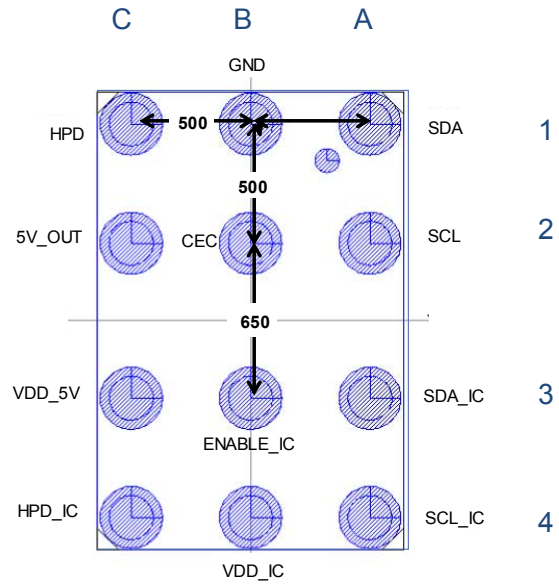 C B A
GND
HPD 500 SDA 1
500
5V_OUT CEC SCL 2
650
VDD_5V SDA_IC 3
ENABLE_IC
HPD_IC SCL_IC 4
VDD_IC